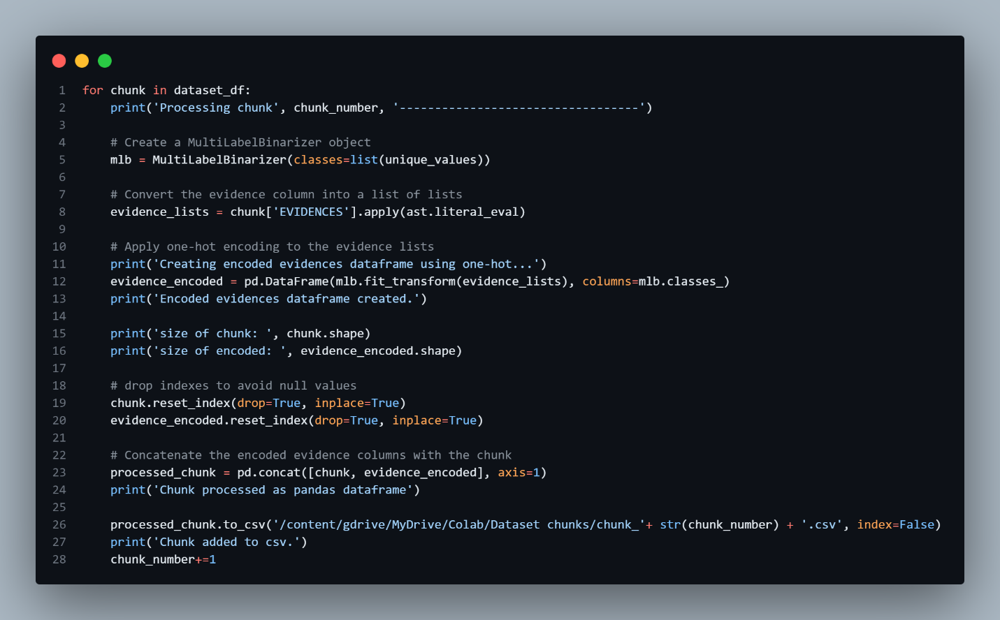 1 for chunk in dataset_df:
2     print('Processing chunk', chunk_number, '----------------------------------')
3
4     # Create a MultiLabelBinarizer object
5     mlb = MultiLabelBinarizer(classes=list(unique_values))
6
7     # Convert the evidence column into a list of lists
8     evidence_lists = chunk['EVIDENCES'].apply(ast.literal_eval)
9
10     # Apply one-hot encoding to the evidence lists
11     print('Creating encoded evidences dataframe using one-hot...')
12     evidence_encoded = pd.DataFrame(mlb.fit_transform(evidence_lists), columns=mlb.classes_)
13     print('Encoded evidences dataframe created.')
14
15     print('size of chunk: ', chunk.shape)
16     print('size of encoded: ', evidence_encoded.shape)
17
18     # drop indexes to avoid null values
19     chunk.reset_index(drop=True, inplace=True)
20     evidence_encoded.reset_index(drop=True, inplace=True)
21
22     # Concatenate the encoded evidence columns with the chunk
23     processed_chunk = pd.concat([chunk, evidence_encoded], axis=1)
24     print('Chunk processed as pandas dataframe')
25
26     processed_chunk.to_csv('/content/gdrive/MyDrive/Colab/Dataset chunks/chunk_'+ str(chunk_number) + '.csv', index=False)
27     print('Chunk added to csv.')
28     chunk_number+=1